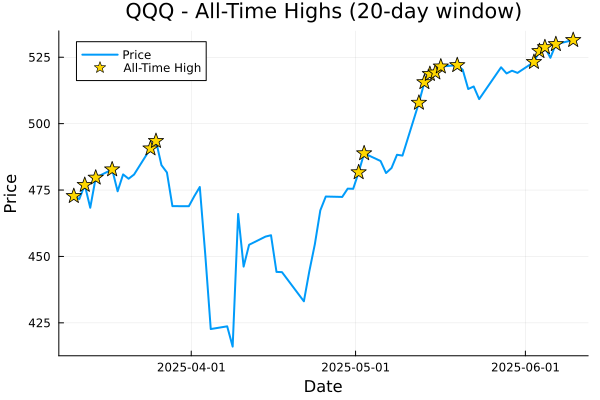 QQQ - All-Time Highs (20-day window)
Price
All-Time High
525
500
475
450
425
Price
2025-04-01
2025-05-01
2025-06-01
Date